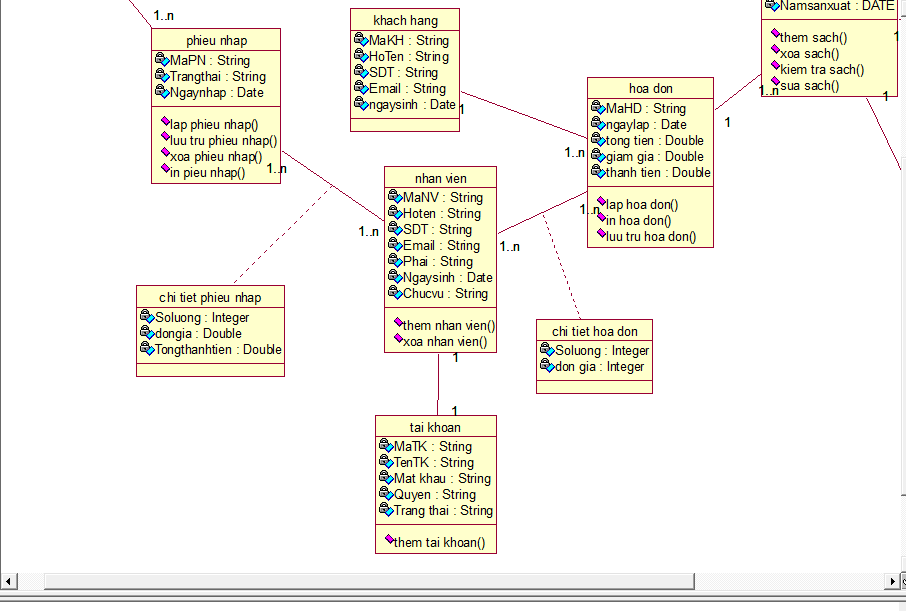 1..n
phieu nhap
MaPN : String
Trangthai : String
Ngaynhap : Date
lap phieu nhap()
luu tru phieu nhap()
xoa phieu nhap()
in pieu nhap()
1..n
khach hang
MaKH : String
HoTen : String
SDT : String
Email : String
ngaysinh : Date
1
hoa don
MaHD : String
ngaylap : Date
tong tien : Double
giam gia : Double
thanh tien : Double
lap hoa don()
in hoa don()
luu tru hoa don()
1..n
1..n
1
Namsanxuat : DATE
them sach()
xoa sach()
kiem tra sach()
sua sach()
1..n
1
1
nhan vien
MaNV : String
Hoten : String
SDT : String
Email : String
Phai : String
Ngaysinh : Date
Chucvu : String
them nhan vien()
xoa nhan vien()
1..n
1..n
1
chi tiet phieu nhap
Soluong : Integer
dongia : Double
Tongthantien : Double
chi tiet hoa don
Soluong : Integer
don gia : Integer
1
tai khoan
MaTK : String
TenTK : String
Mat khau : String
Quyen : String
Trang thai : String
them tai khoan()